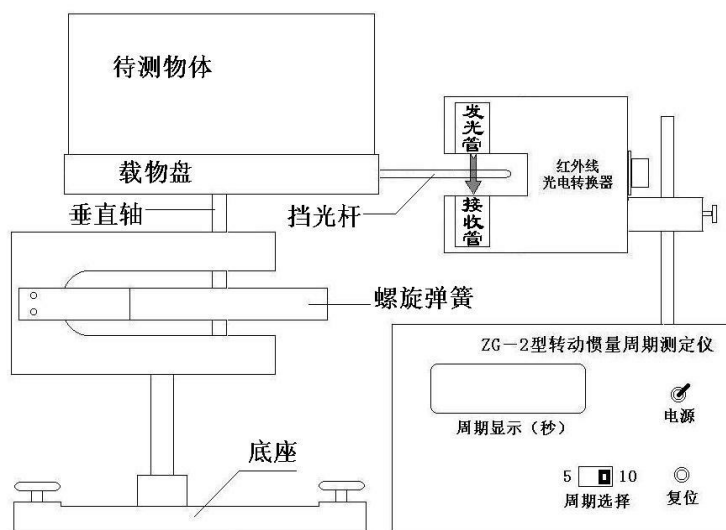 待测物体
载物盘
垂直轴
挡光杆
发光管
接收管
红外线
光电转换器
螺旋弹簧
底座
ZG－2型转动惯量周期测定仪
周期显示（秒）
电源
5 10
周期选择
复位